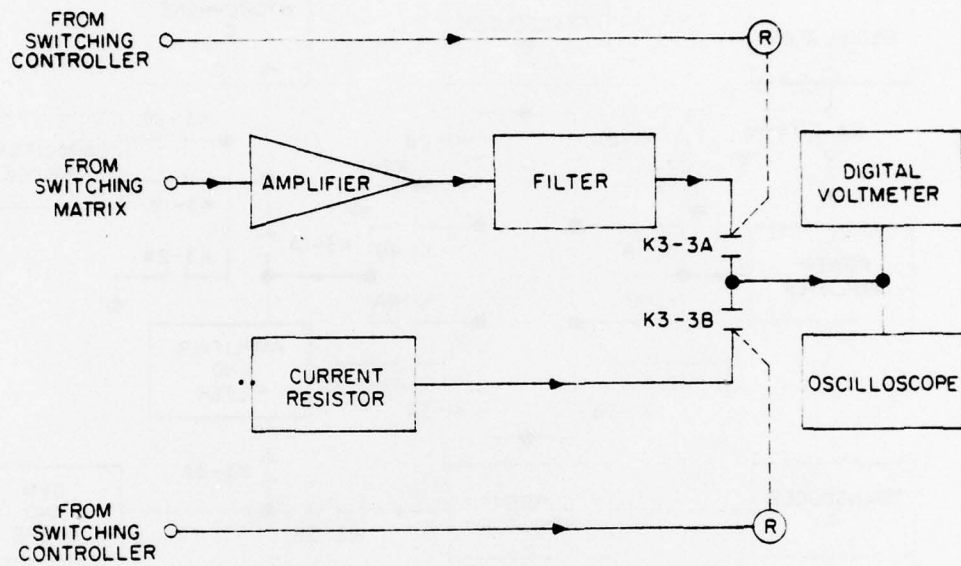 FROM
SWITCHING
CONTROLLER
R
FROM
SWITCHING
MATRIX
AMPLIFIER
FILTER
DIGITAL
VOLTMETER
K3-3A
K3-3B
CURRENT
RESISTOR
OSCILLOSCOPE
FROM
SWITCHING
CONTROLLER
R